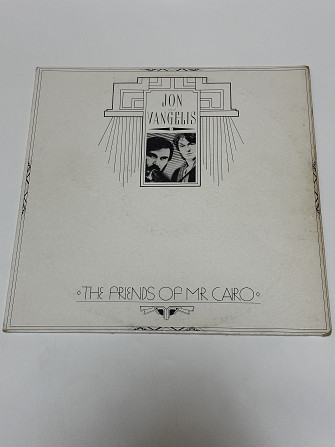 JON
VANGELIS
THE FRIENDS OF MR CAIRO